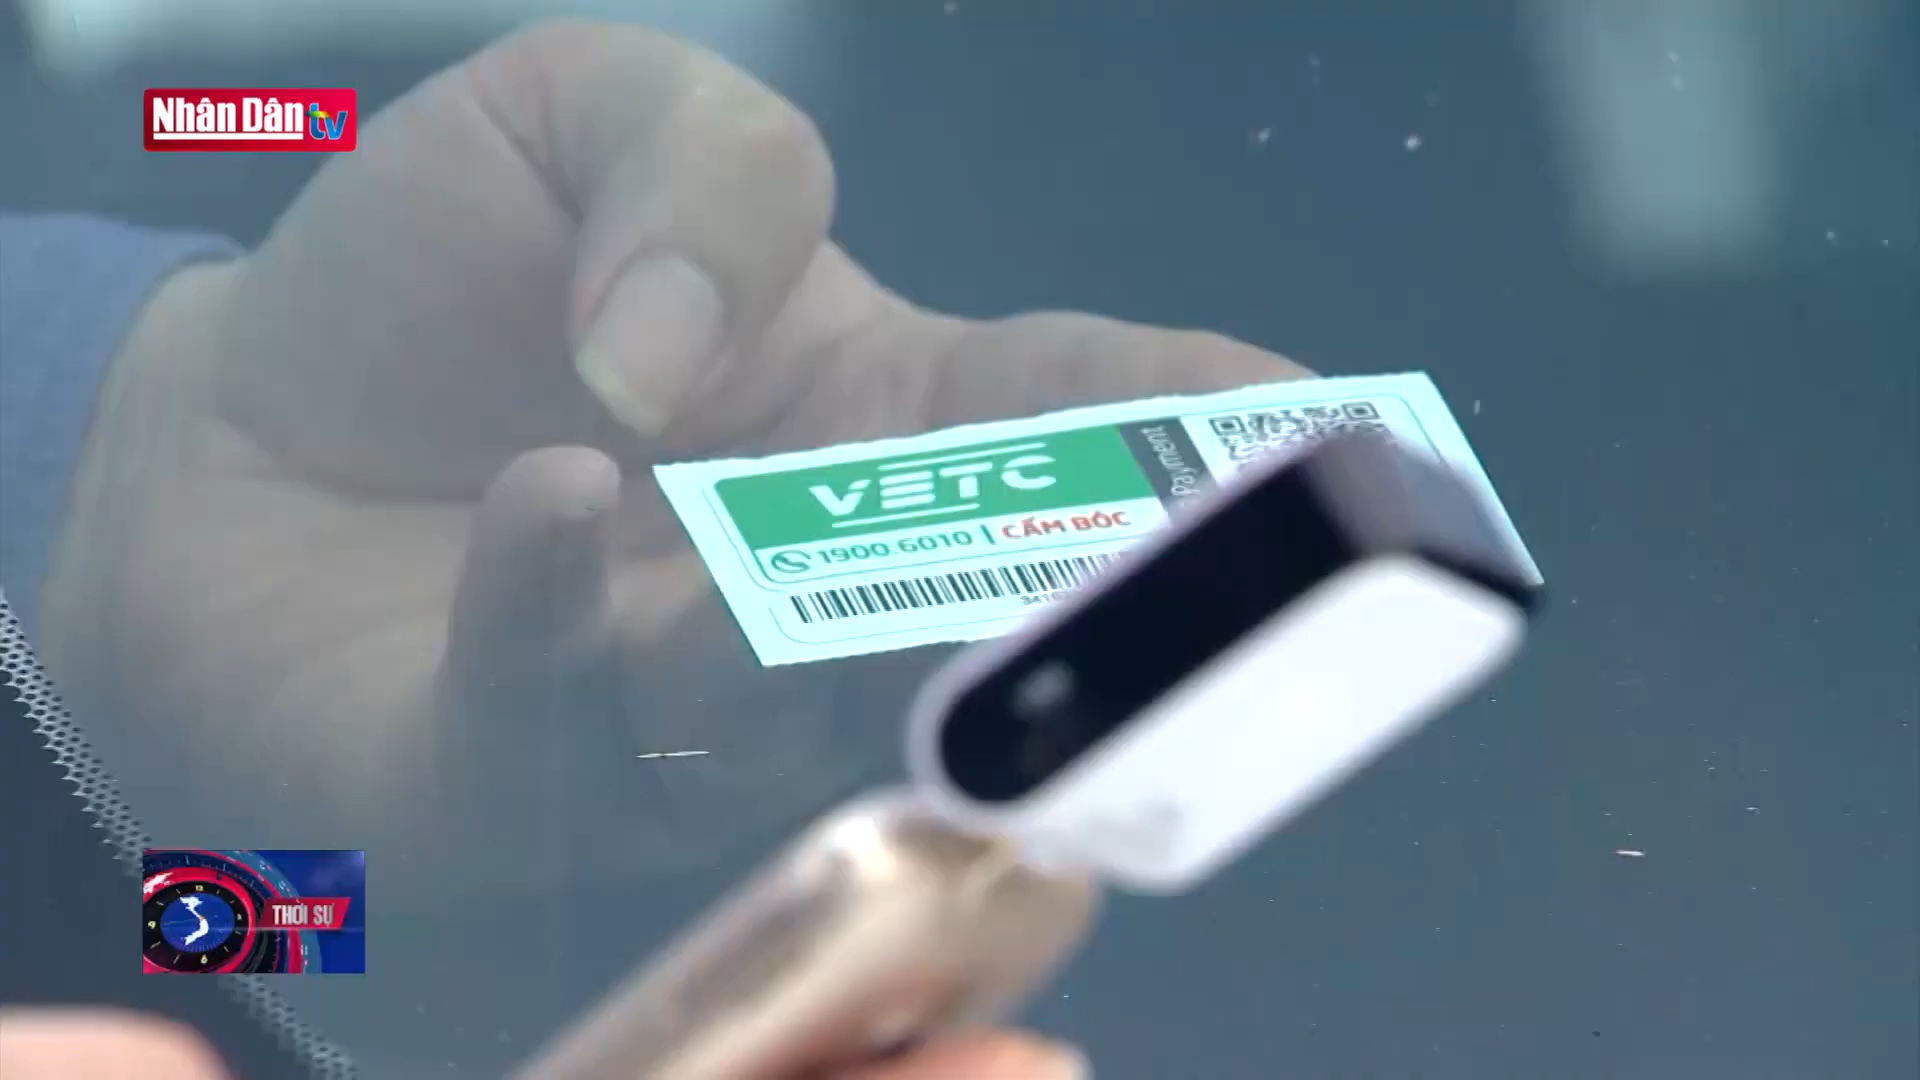 Nhân Dân tv
VETC
Payment
1900.6010 | CẤM BÓC
THỜI SỰ